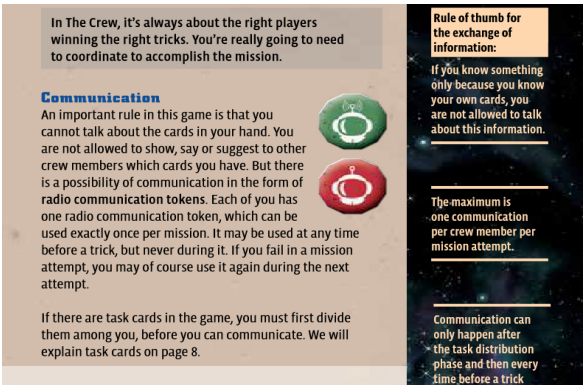 In The Crew, it's always about the right players
winning the right tricks. You're really going to need
to coordinate to accomplish the mission.
Communication
An important rule in this game is that you
cannot talk about the cards in your hand. You
are not allowed to show, say or suggest to other
crew members which cards you have. But there
is a possibility of communication in the form of
radio communication tokens. Each of you has
one radio communication token, which can be
used exactly once per mission. It may be used at any time
before a trick, but never during it. If you fail in a mission
attempt, you may of course use it again during the next
attempt.
If there are task cards in the game, you must first divide
them among you, before you can communicate. We will
explain task cards on page 8.
Rule of thumb for
the exchange of
information:
If you know something
only because you know
your own cards, you
are not allowed to talk
about this information.
The maximum is
one communication
per crew member per
mission attempt.
Communication can
only happen after
the task distribution
phase and then every
time before a trick